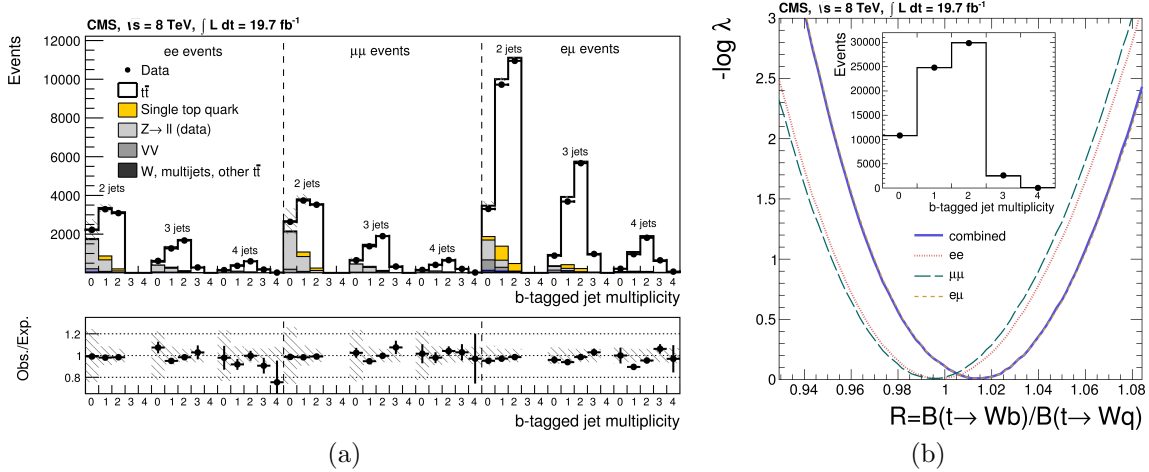 CMS, √s = 8 TeV, ∫ L dt = 19.7 fb-1
Events
12000
10000
8000
6000
4000
2000
ee events
μμ events
eμ events
Data
tt̄
Single top quark
Z→ ll (data)
VV
W, multijets, other tt̄
2 jets
3 jets
4 jets
2 jets
3 jets
4 jets
2 jets
3 jets
4 jets
0 1 2 3 4 0 1 2 3 4 0 1 2 3 4 0 1 2 3 4 0 1 2 3 4 0 1 2 3 4 0 1 2 3 4 0 1 2 3 4 0 1 2 3 4
b-tagged jet multiplicity
Obs./Exp.
1.2
1
0.8
0 1 2 3 4 0 1 2 3 4 0 1 2 3 4 0 1 2 3 4 0 1 2 3 4 0 1 2 3 4 0 1 2 3 4 0 1 2 3 4 0 1 2 3 4
b-tagged jet multiplicity
(a)
CMS, √s = 8 TeV, ∫ L dt = 19.7 fb-1
-log λ
3
2.5
2
1.5
1
0.5
0
Events
35000
30000
25000
20000
15000
10000
5000
0
0 1 2 3 4
b-tagged jet multiplicity
combined
ee
μμ
eμ
0.94 0.96 0.98 1 1.02 1.04 1.06 1.08
R=B(t→ Wb)/B(t→ Wq)
(b)